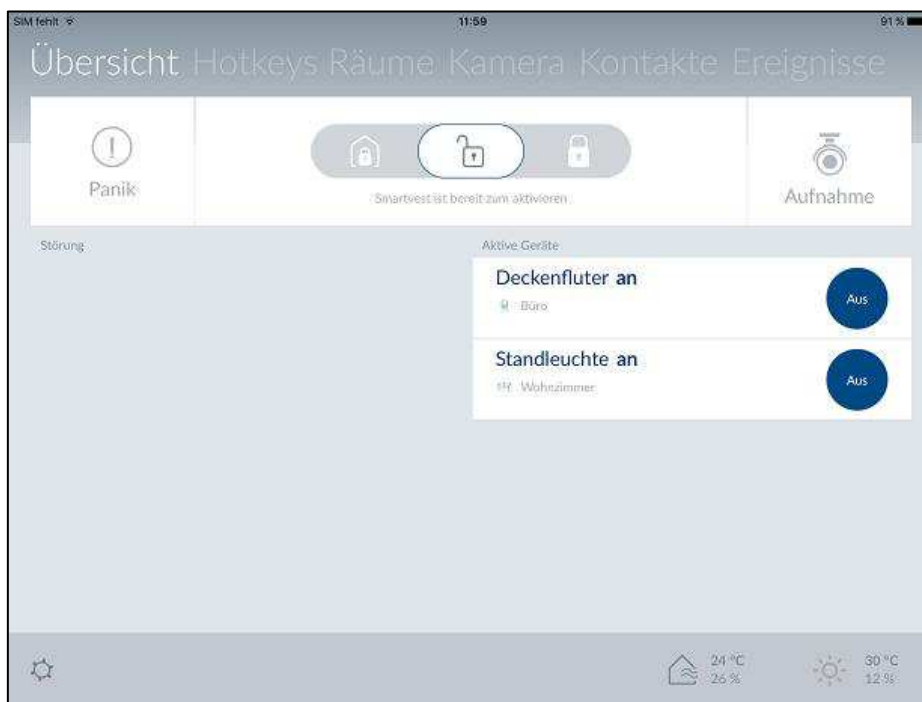 SIM fehlt 11:59 91 %
Übersicht Hotkeys Räume Kamera Kontakte Ereignisse
Panik
Smartvest ist bereit zum aktivieren
Aufnahme
Störung
Aktive Geräte
Deckenfluter an
Büro
Aus
Standleuchte an
Wohnzimmer
Aus
24 °C
26 %
30 °C
12 %